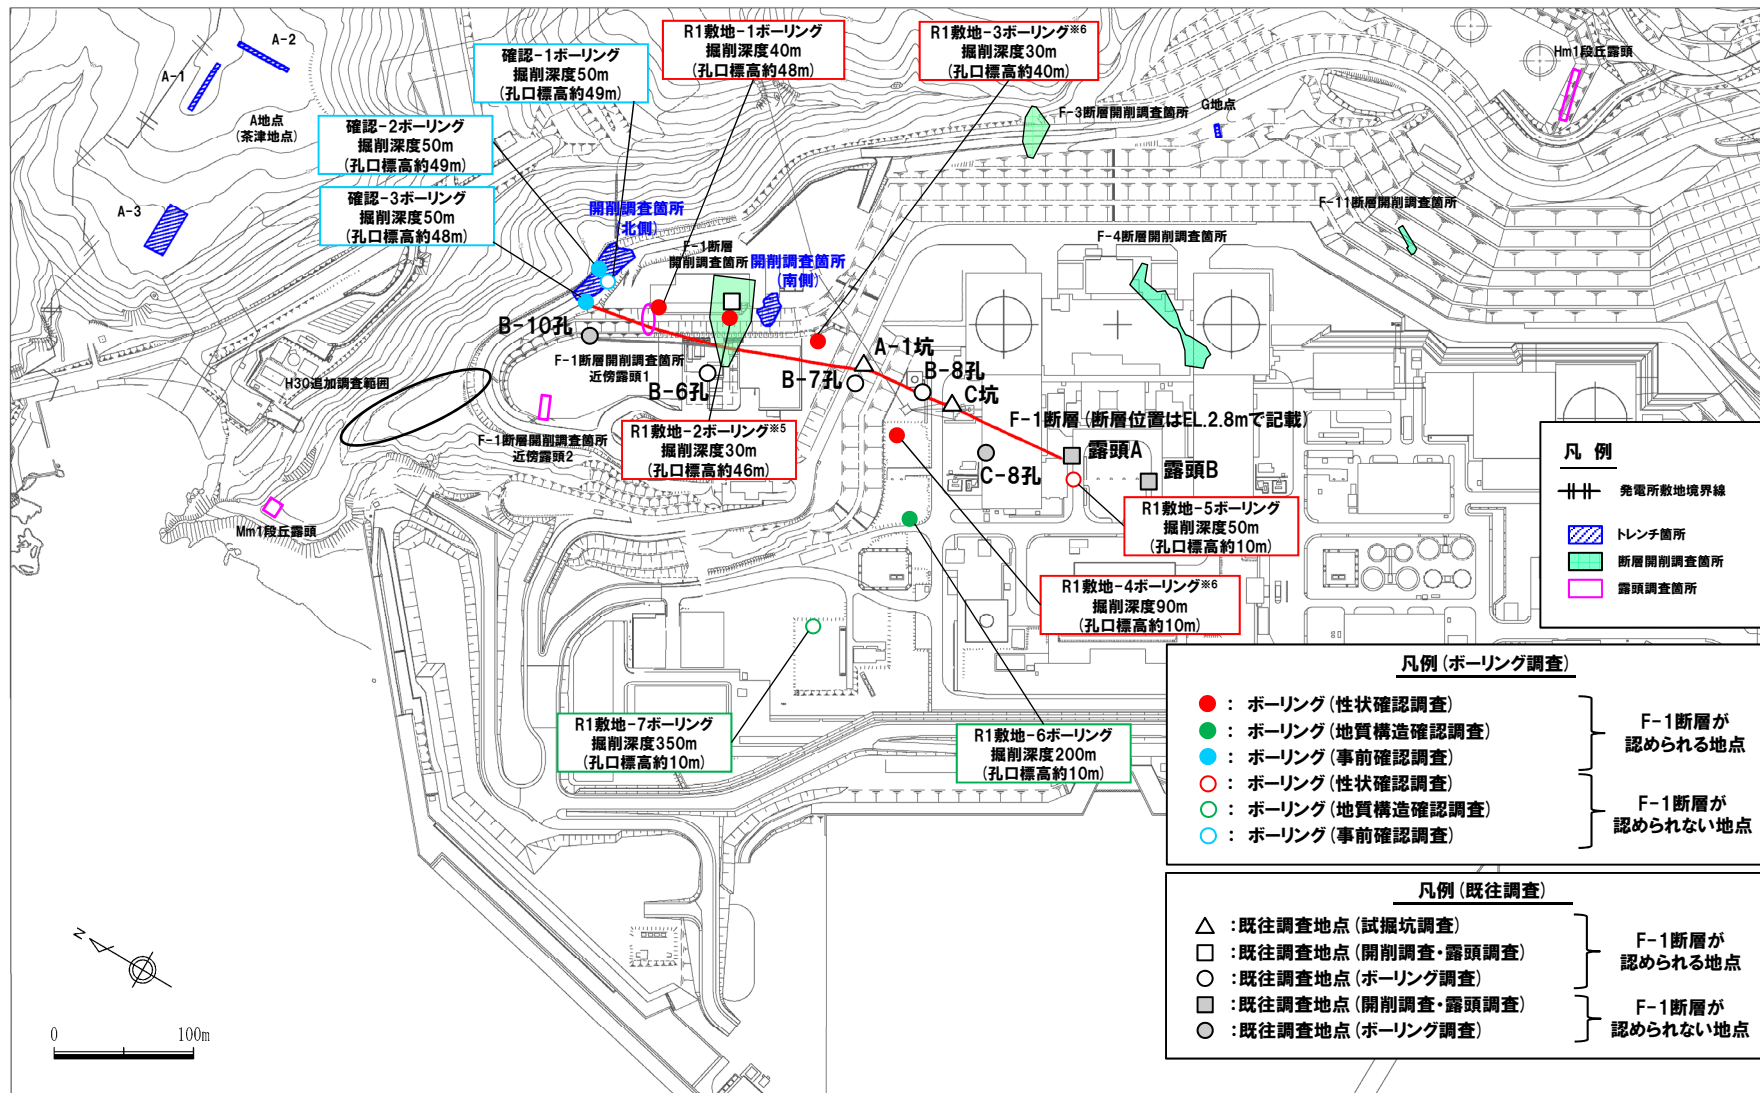 R1敷地-1ボーリング
掘削深度40m
(孔口標高約48m)
R1敷地-3ボーリング※6
掘削深度30m
(孔口標高約40m)
確認-1ボーリング
掘削深度50m
(孔口標高約49m)
確認-2ボーリング
掘削深度50m
(孔口標高約49m)
確認-3ボーリング
掘削深度50m
(孔口標高約48m)
A-2
A-1
A地点
(茶津地点)
A-3
Hm1段丘露頭
G地点
F-3断層開削調査箇所
F-11断層開削調査箇所
F-4断層開削調査箇所
開削調査箇所
(北側)
F-1断層
開削調査箇所
開削調査箇所
(南側)
B-10孔
F-1断層開削調査箇所
近傍露頭1
B-6孔
B-7孔
A-1坑
B-8孔
C坑
H30追加調査範囲
F-1断層(断層位置はEL.2.8mで記載)
F-1断層開削調査箇所
近傍露頭2
R1敷地-2ボーリング※5
掘削深度30m
(孔口標高約46m)
C-8孔
露頭A
露頭B
Mm1段丘露頭
R1敷地-5ボーリング
掘削深度50m
(孔口標高約10m)
R1敷地-4ボーリング※6
掘削深度90m
(孔口標高約10m)
R1敷地-7ボーリング
掘削深度350m
(孔口標高約10m)
R1敷地-6ボーリング
掘削深度200m
(孔口標高約10m)
凡 例
発電所敷地境界線
トレンチ箇所
断層開削調査箇所
露頭調査箇所
凡例(ボーリング調査)
: ボーリング(性状確認調査)
: ボーリング(地質構造確認調査)
: ボーリング(事前確認調査)
F-1断層が
認められる地点
: ボーリング(性状確認調査)
: ボーリング(地質構造確認調査)
: ボーリング(事前確認調査)
F-1断層が
認められない地点
凡例(既往調査)
:既往調査地点(試掘坑調査)
:既往調査地点(開削調査・露頭調査)
:既往調査地点(ボーリング調査)
F-1断層が
認められる地点
:既往調査地点(開削調査・露頭調査)
:既往調査地点(ボーリング調査)
F-1断層が
認められない地点
N
0 100m